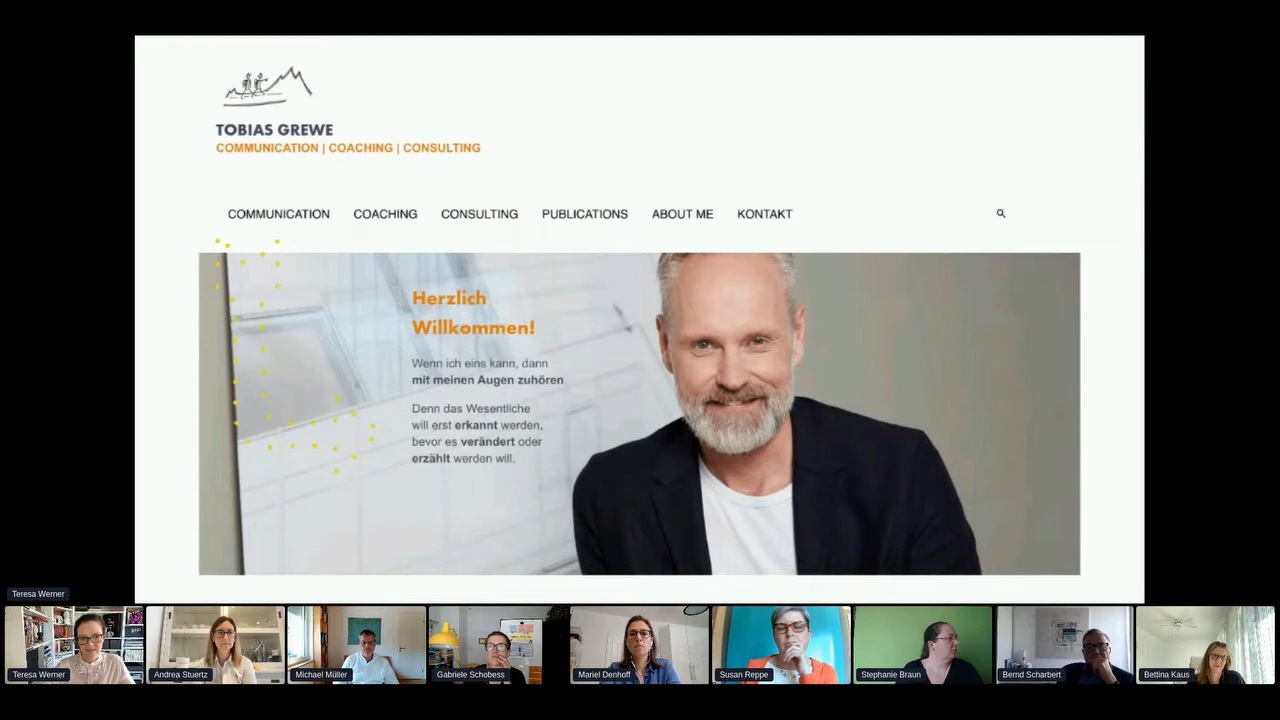 TOBIAS GREWE
COMMUNICATION | COACHING | CONSULTING
COMMUNICATION COACHING CONSULTING PUBLICATIONS ABOUT ME KONTAKT
Herzlich
Willkommen!
Wenn ich eins kann, dann
mit meinen Augen zuhören
Denn das Wesentliche
will erst erkannt werden,
bevor es verändert oder
erzählt werden will.
Teresa Werner
Teresa Werner
Andrea Stuertz
Michael Müller
Gabriele Schobess
Mariel Denhoff
Susan Reppe
Stephanie Braun
Bernd Scharbert
Bettina Kaus